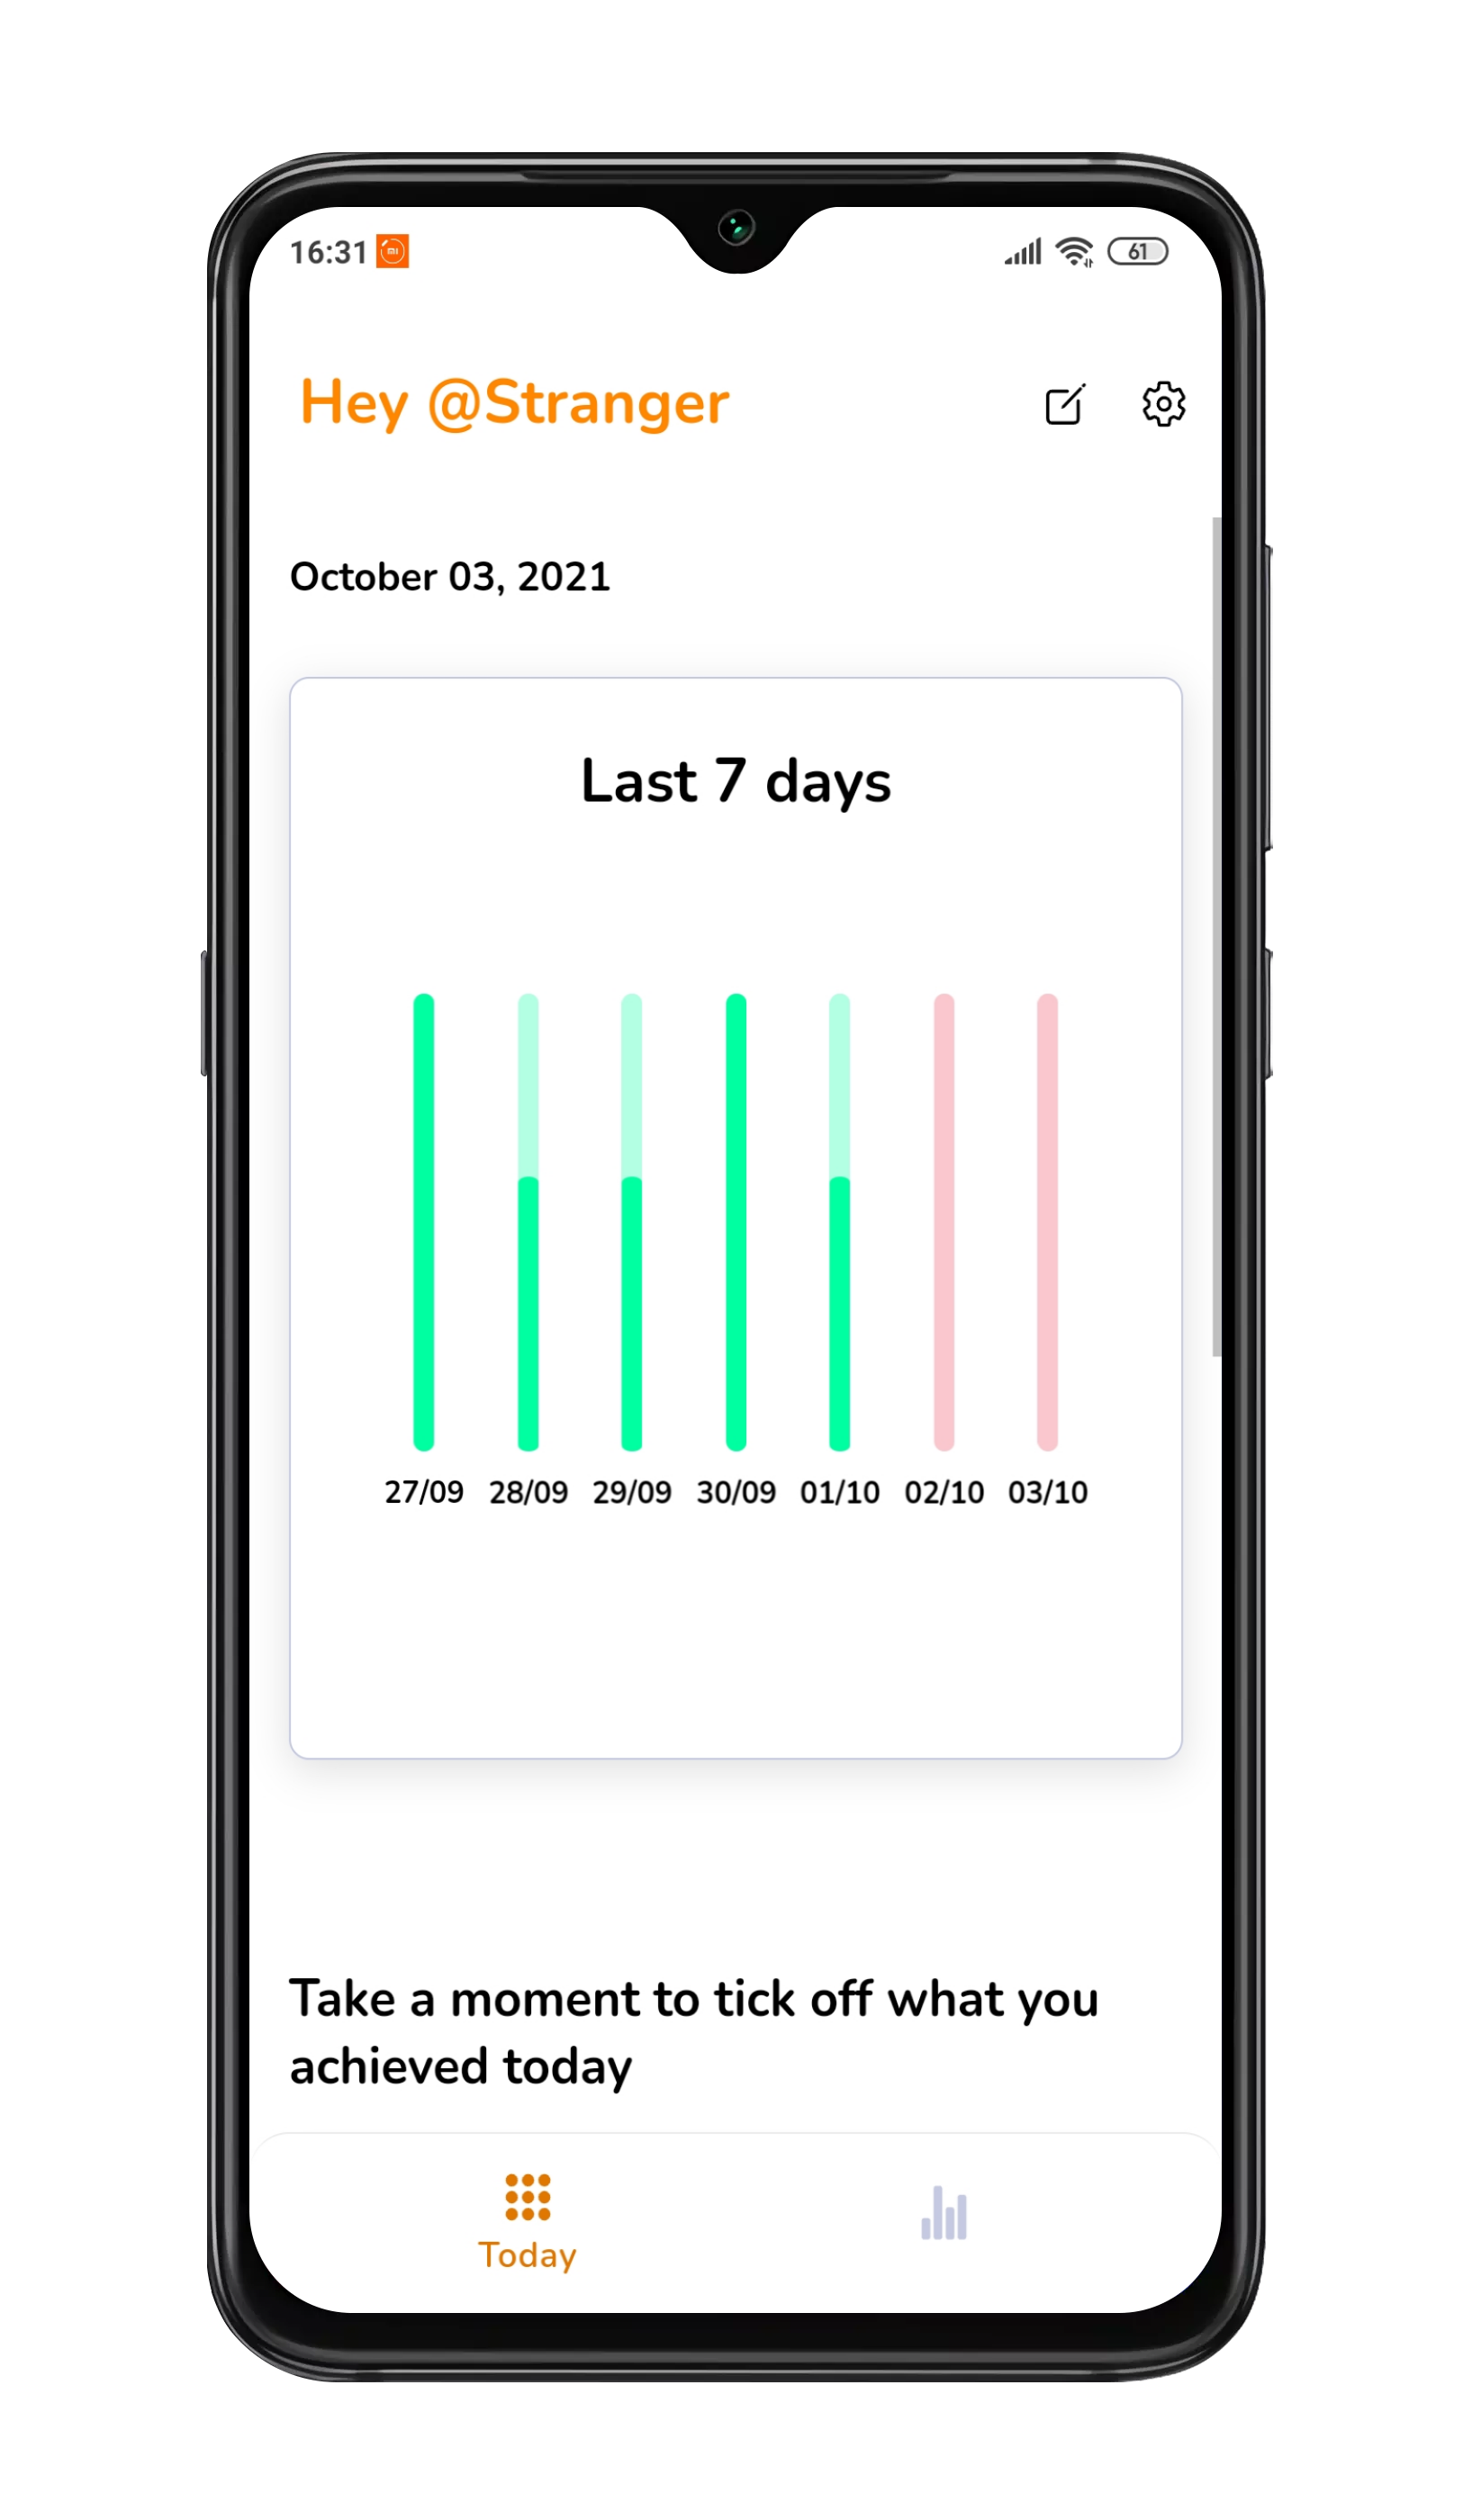 16:31
61
Hey @Stranger
October 03, 2021
Last 7 days
27/09 28/09 29/09 30/09 01/10 02/10 03/10
Take a moment to tick off what you
achieved today
Today